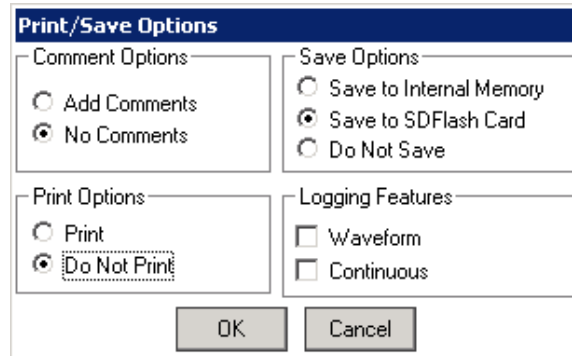 Print/Save Options
Comment Options
Add Comments
No Comments
Save Options
Save to Internal Memory
Save to SDFlash Card
Do Not Save
Print Options
Print
Do Not Print
Logging Features
Waveform
Continuous
OK
Cancel